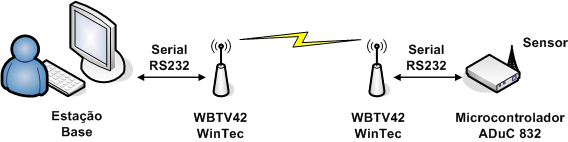 Serial
RS232
Serial
RS232
Sensor
Estação
Base
WBTV42
WinTec
WBTV42
WinTec
Microcontrolador
ADuC 832